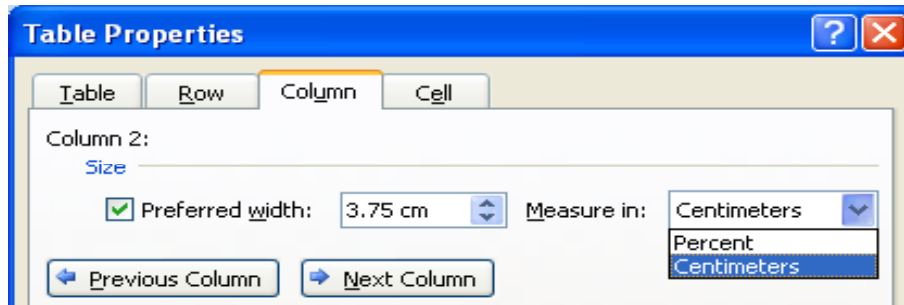 Table Properties
Table Row Column Cell
Column 2:
Size
Preferred width: 3.75 cm Measure in: Centimeters
Percent
Centimeters
Previous Column Next Column